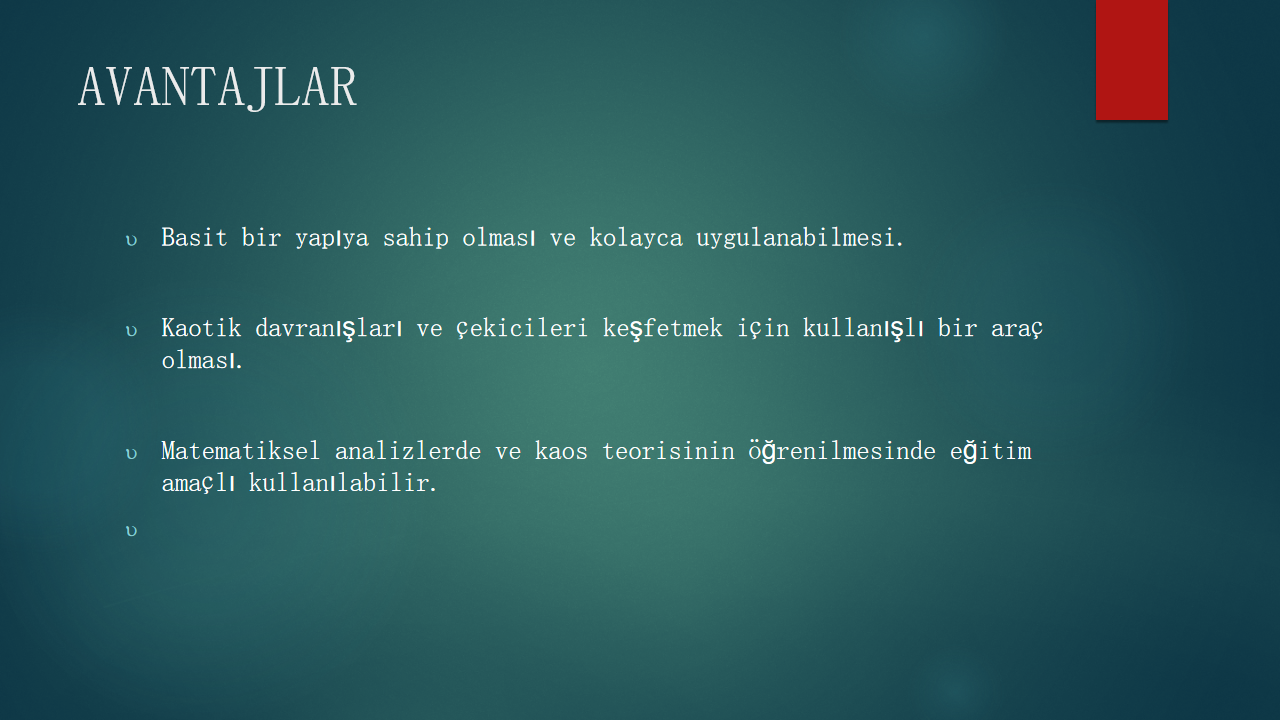 AVANTAJLAR
Basit bir yapıya sahip olması ve kolayca uygulanabilmesi.
Kaotik davranışları ve çekicileri keşfetmek için kullanışlı bir araç
olması.
Matematiksel analizlerde ve kaos teorisinin öğrenilmesinde eğitim
amaçlı kullanılabilir.